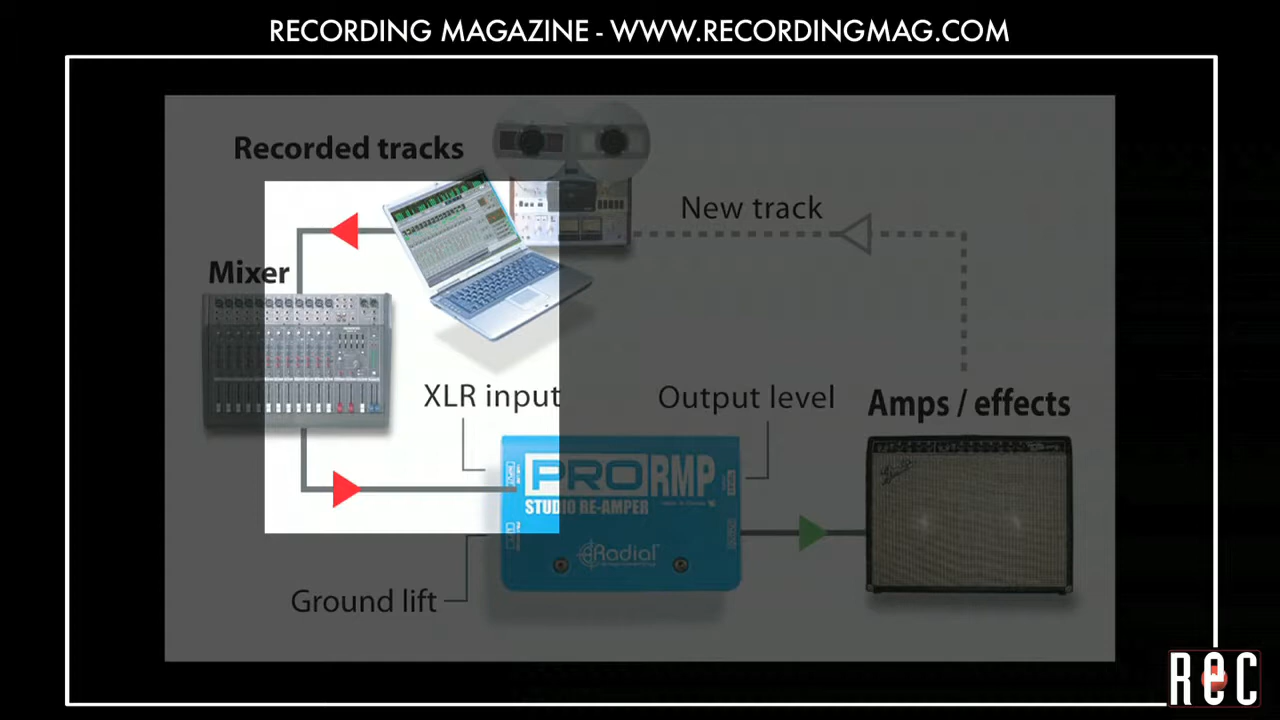 RECORDING MAGAZINE - WWW.RECORDINGMAG.COM
Recorded tracks
New track
Mixer
XLR input
Output level
Amps / effects
PRO RMP
STUDIO RE-AMPER
Radial
Fender
Ground lift
REC